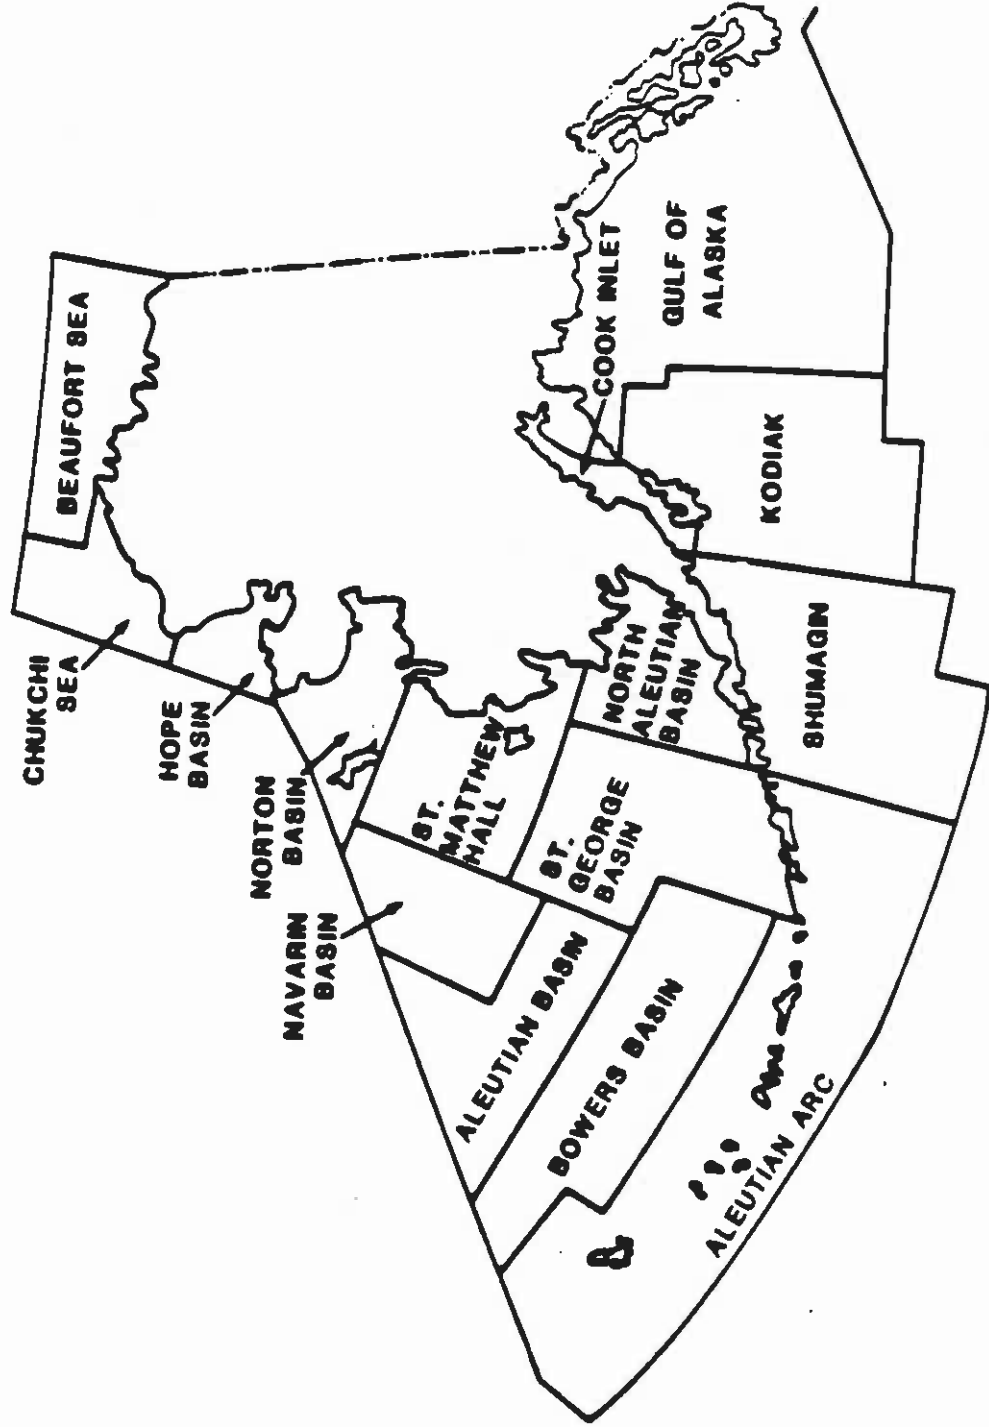 BEAUFORT SEA
CHUKCHI
SEA
HOPE
BASIN
NORTON
BASIN
NAVARIN
BASIN
ST.
MATTHEW
HALL
NORTH
ALEUTIAN
BASIN
ST.
GEORGE
BASIN
ALEUTIAN BASIN
BOWERS BASIN
ALEUTIAN ARC
SHUMAGIN
KODIAK
COOK INLET
GULF OF
ALASKA